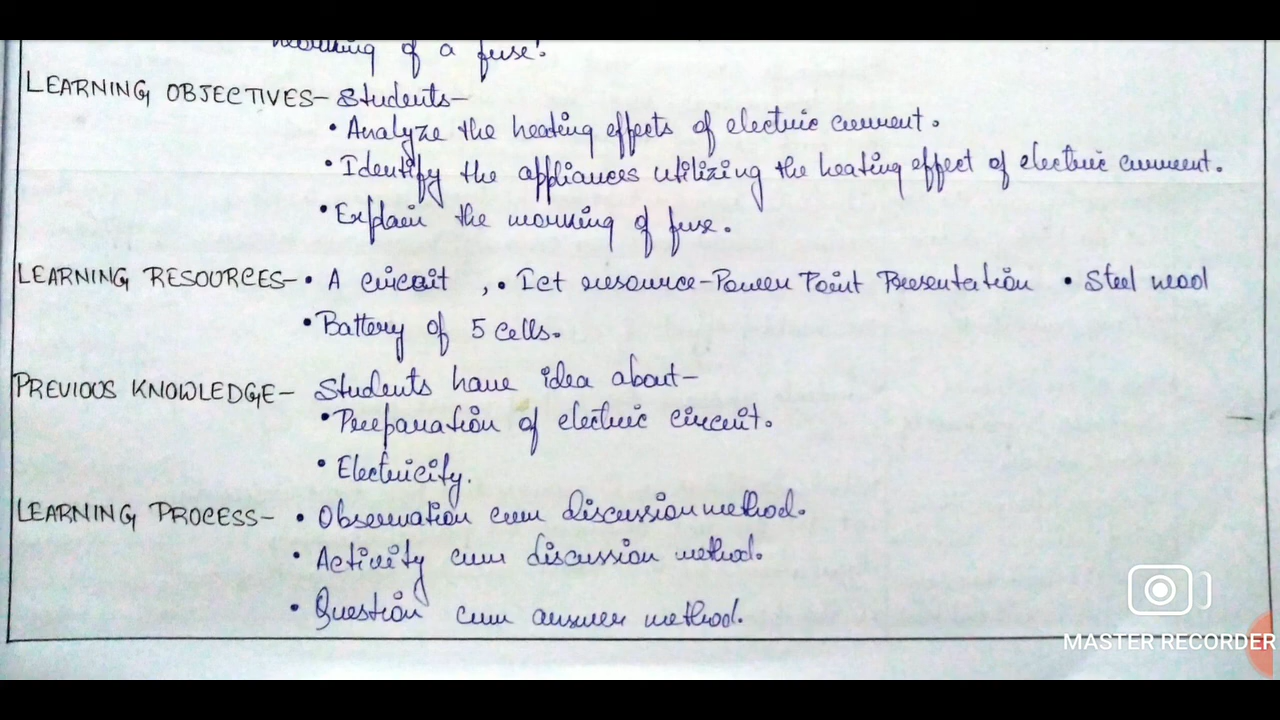 working of a fuse.
LEARNING OBJECTIVES- Students-
• Analyze the heating effects of electric current.
• Identify the appliances utilizing the heating effect of electric current.
• Explain the working of fuse.
LEARNING RESOURCES- • A circuit , • Ict resource-Power Point Presentation • Steel wool
• Battery of 5 cells.
PREVIOUS KNOWLEDGE- Students have idea about-
• Preparation of electric circuit.
• Electricity.
LEARNING PROCESS- • Observation cum discussion method.
• Activity cum discussion method.
• Question cum answer method.
MASTER RECORDER